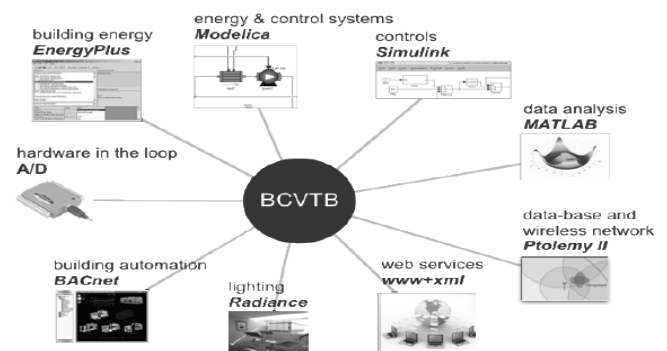 energy & control systems
Modelica
building energy
EnergyPlus
controls
Simulink
data analysis
MATLAB
hardware in the loop
A/D
BCVTB
data-base and
wireless network
Ptolemy II
building automation
BACnet
lighting
Radiance
web services
www+xml